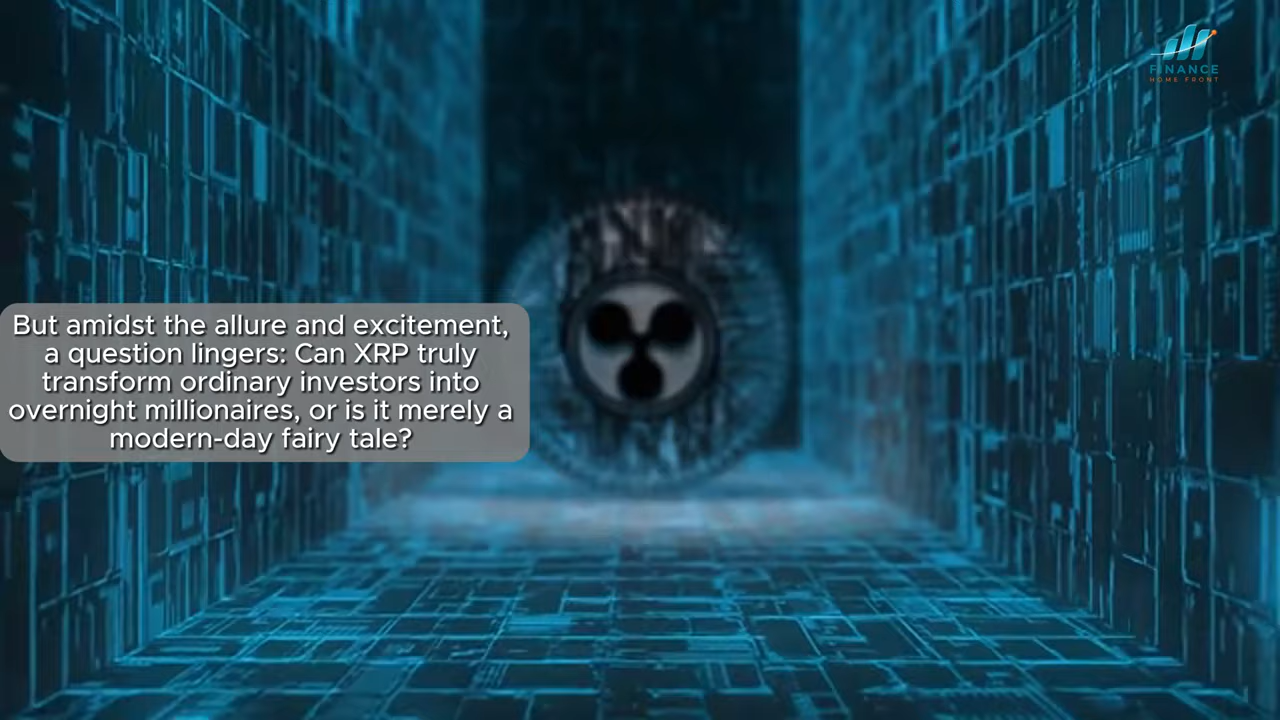 FINANCE
HOME FRONT
But amidst the allure and excitement,
a question lingers: Can XRP truly
transform ordinary investors into
overnight millionaires, or is it merely a
modern-day fairy tale?